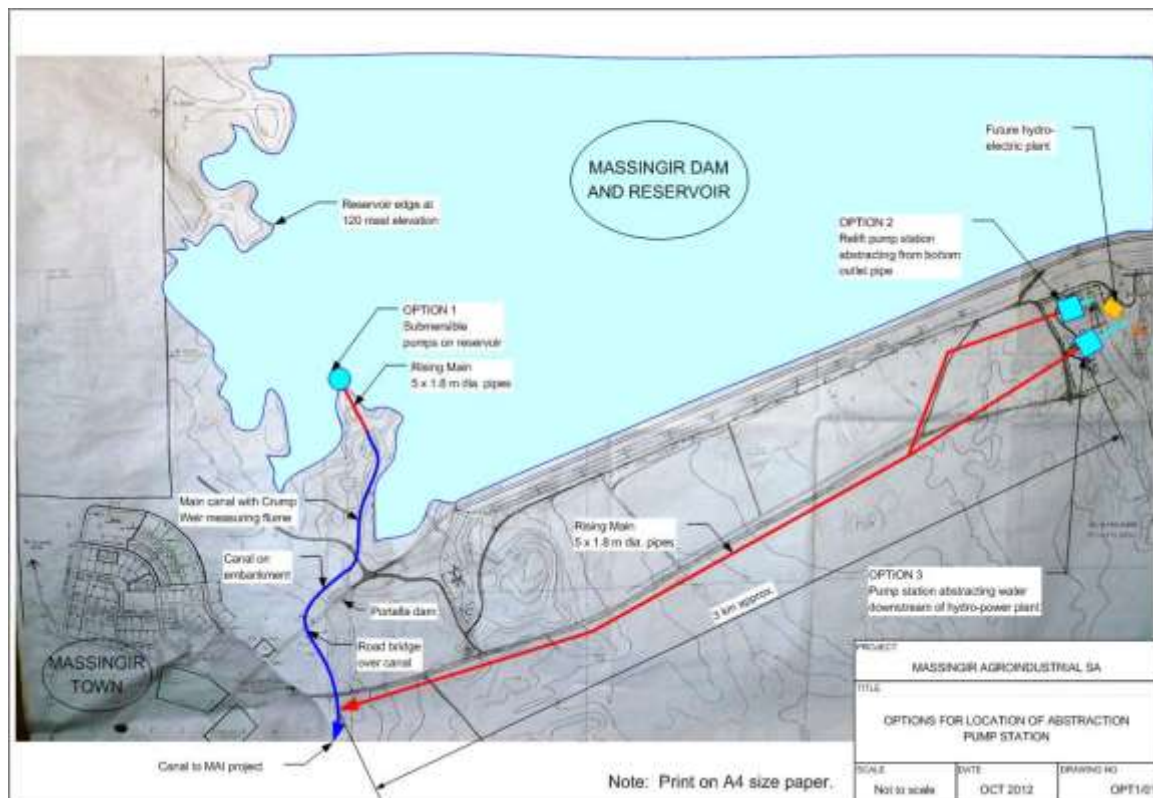 MASSINGIR DAM
AND RESERVOIR
Future hydro-
electric plant
Reservoir edge at
120 masl elevation
OPTION 2
Relift pump station
abstracting from bottom
outlet pipe
OPTION 1
Submersible
pumps on reservoir
Rising Main
5 x 1.8 m dia. pipes
Main canal with Crump
Weir measuring flume
Rising Main
5 x 1.8 m dia. pipes
Canal on
embankment
OPTION 3
Pump station abstracting water
downstream of hydro-power plant
3 km approx.
Portella dam
Road bridge
over canal
MASSINGIR
TOWN
Canal to MAI project
Note: Print on A4 size paper.
PROJECT
MASSINGIR AGROINDUSTRIAL SA
TITLE
OPTIONS FOR LOCATION OF ABSTRACTION
PUMP STATION
SCALE
Not to scale
DATE
OCT 2012
DRAWING NO
OPT1/0